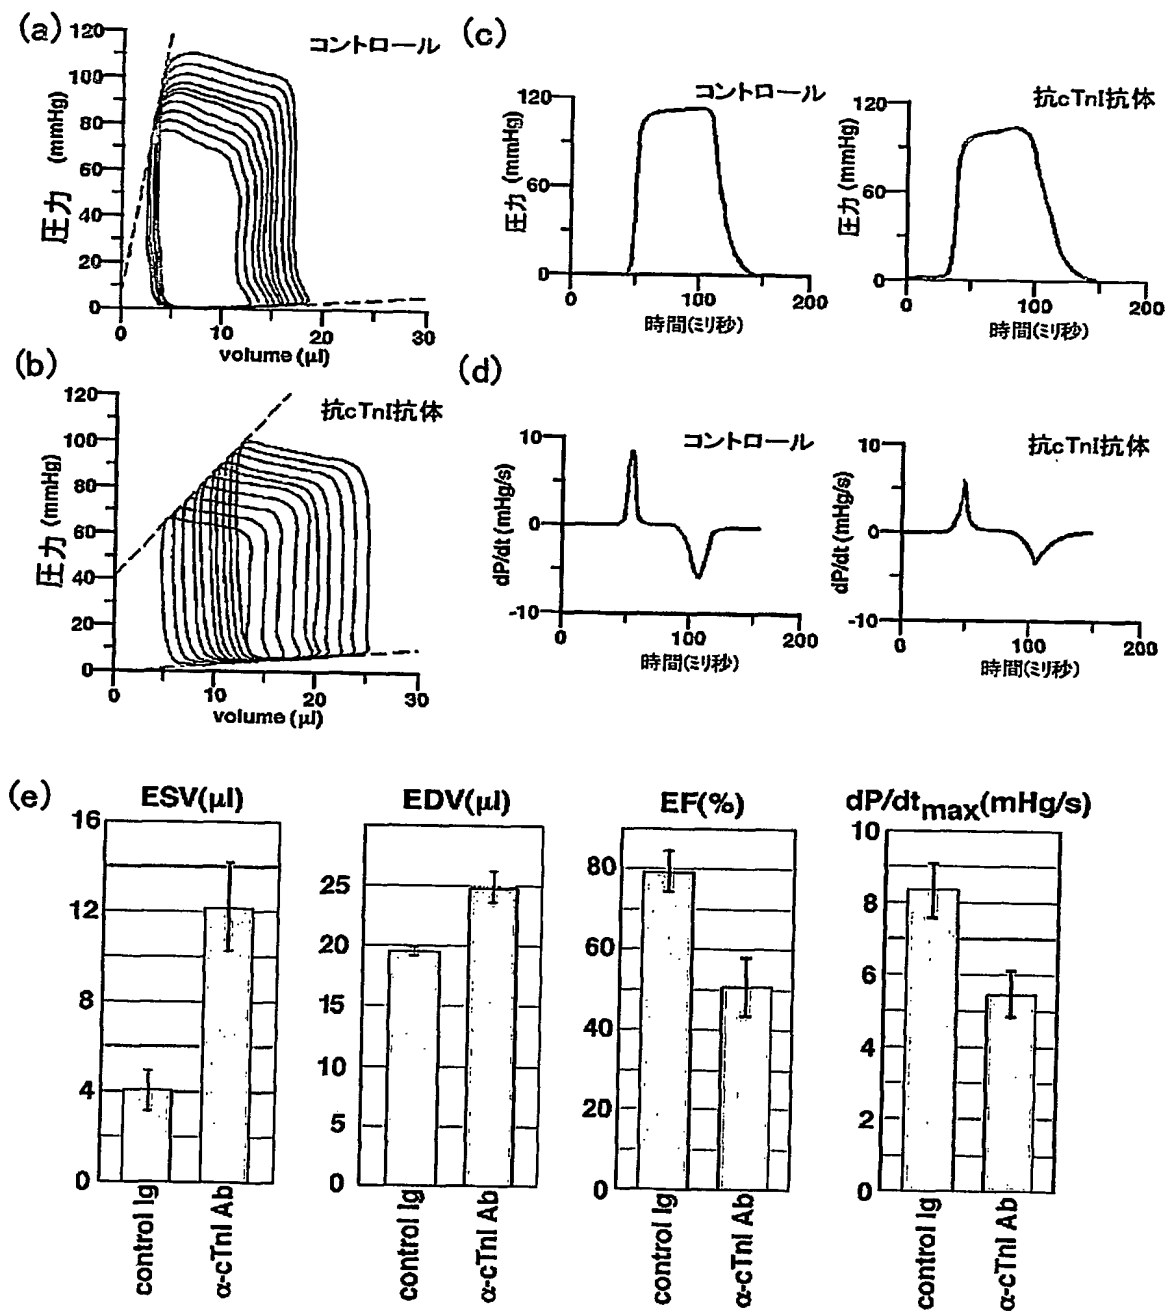 (a)
コントロール
120
100
80
60
40
20
0
圧力 (mmHg)
0 10 20 30
volume (μl)
(b)
抗cTnI抗体
120
100
80
60
40
20
0
圧力 (mmHg)
0 10 20 30
volume (μl)
(c)
コントロール
120
60
0
圧力 (mmHg)
0 100 200
時間(ミリ秒)
抗cTnI抗体
120
60
0
圧力 (mmHg)
0 100 200
時間(ミリ秒)
(d)
コントロール
10
0
-10
dP/dt (mHg/s)
0 100 200
時間(ミリ秒)
抗cTnI抗体
10
0
-10
dP/dt (mHg/s)
0 100 200
時間(ミリ秒)
(e)
ESV(μl)
16
12
8
4
0
control Ig
α-cTnI Ab
EDV(μl)
25
20
15
10
5
0
control Ig
α-cTnI Ab
EF(%)
80
60
40
20
0
control Ig
α-cTnI Ab
dP/dtmax(mHg/s)
10
8
6
4
2
0
control Ig
α-cTnI Ab